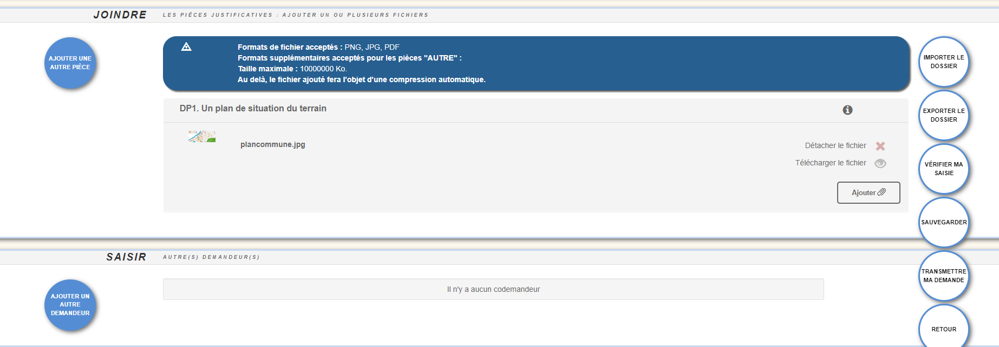 JOINDRE LES PIÈCES JUSTIFICATIVES : AJOUTER UN OU PLUSIEURS FICHIERS
AJOUTER UNE
AUTRE PIÈCE
Formats de fichier acceptés : PNG, JPG, PDF
Formats supplémentaires acceptés pour les pièces "AUTRE" :
Taille maximale : 10000000 Ko.
Au delà, le fichier ajouté fera l'objet d'une compression automatique.
DP1. Un plan de situation du terrain
plancommune.jpg
Détacher le fichier
Télécharger le fichier
Ajouter
SAISIR AUTRE(S) DEMANDEUR(S)
AJOUTER UN
AUTRE
DEMANDEUR
Il n'y a aucun codemandeur
IMPORTER LE
DOSSIER
EXPORTER LE
DOSSIER
VÉRIFIER MA
SAISIE
SAUVEGARDER
TRANSMETTRE
MA DEMANDE
RETOUR